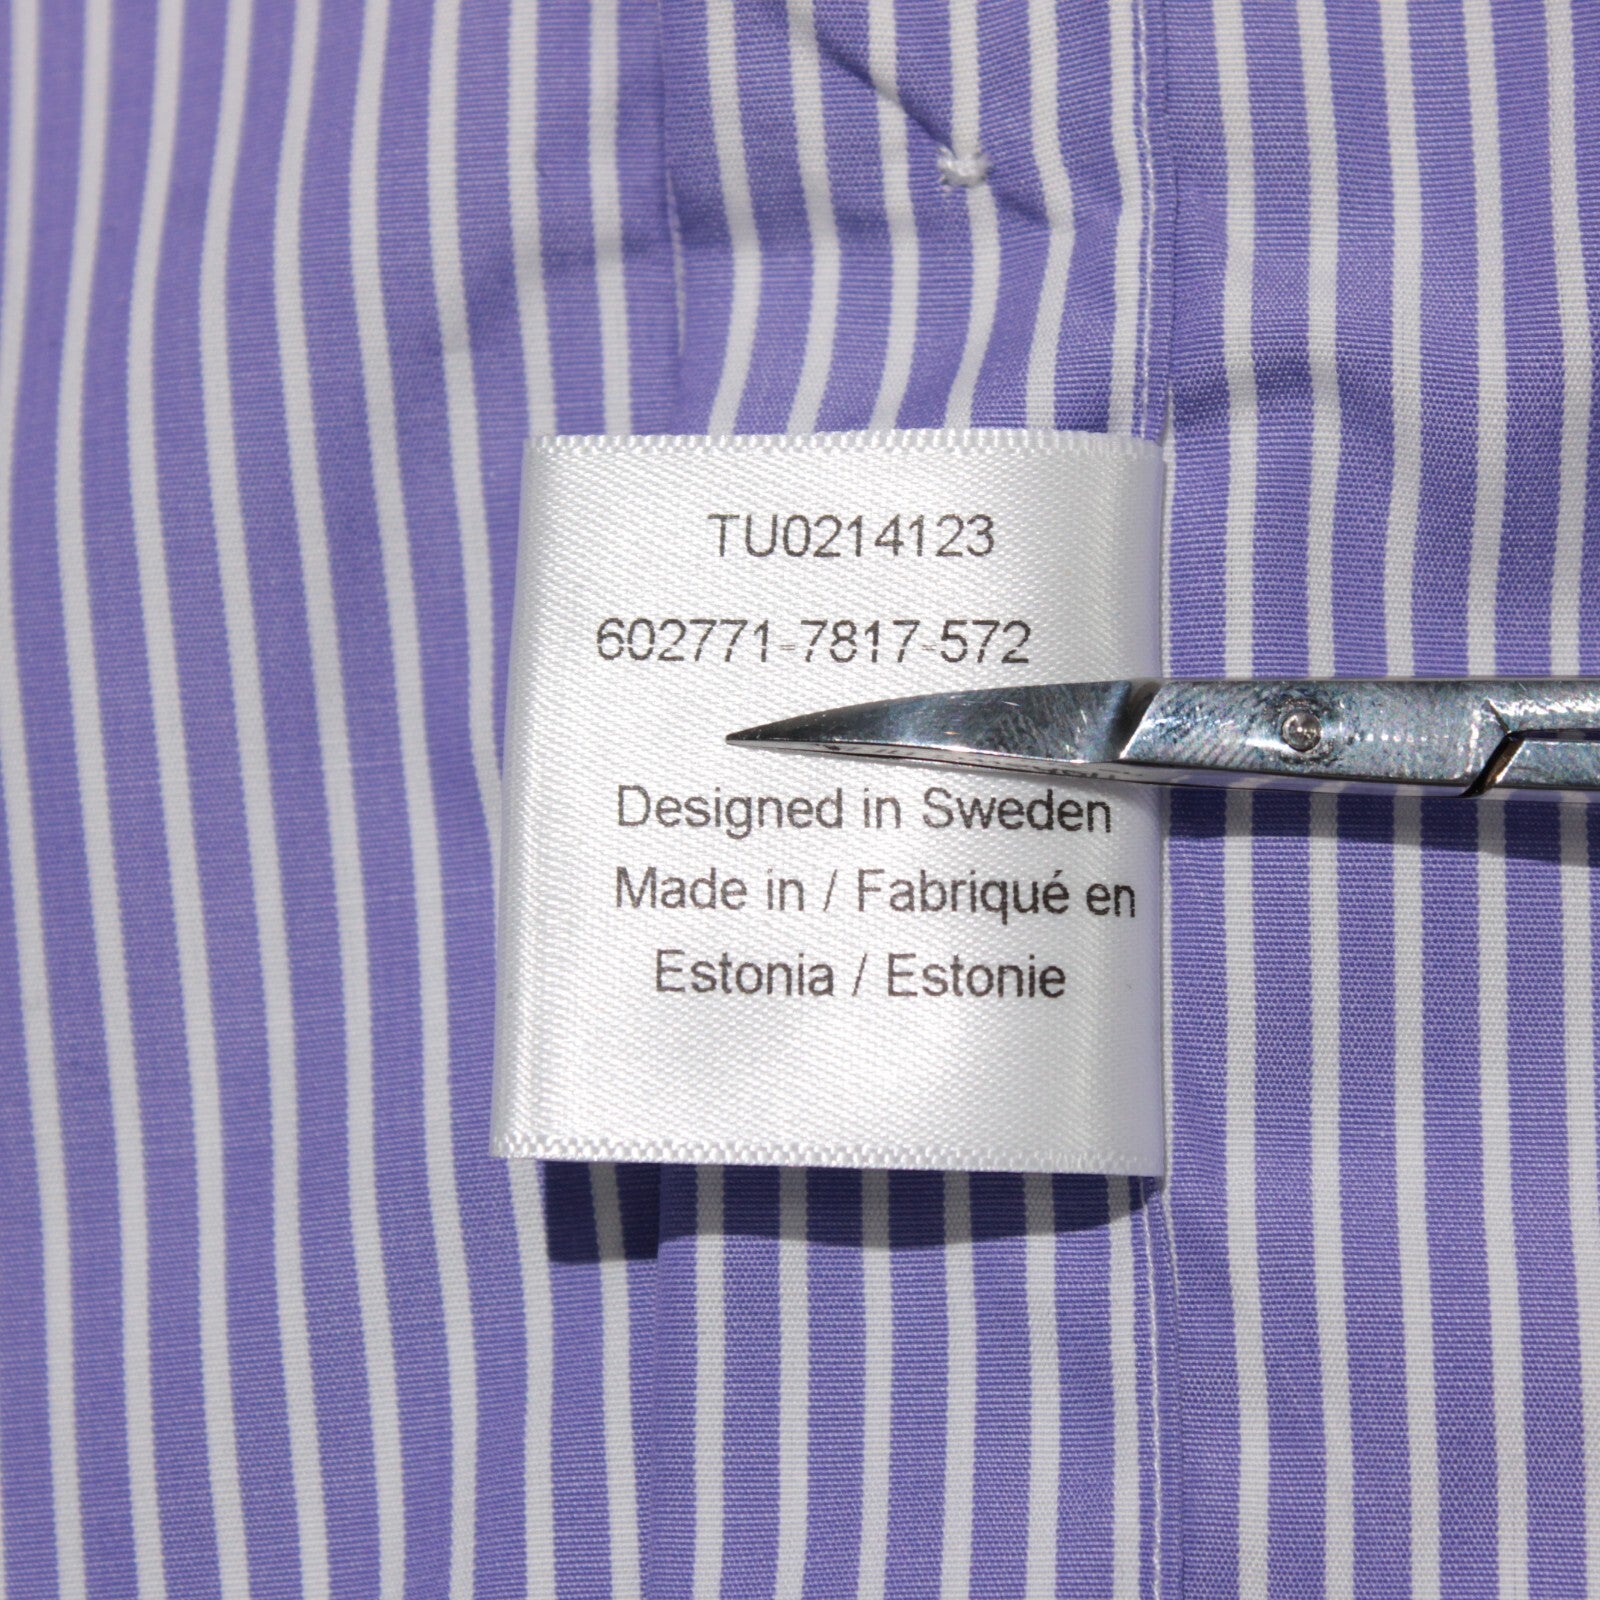 TU0214123
602771-7817-572
Designed in Sweden
Made in / Fabriqué en
Estonia / Estonie